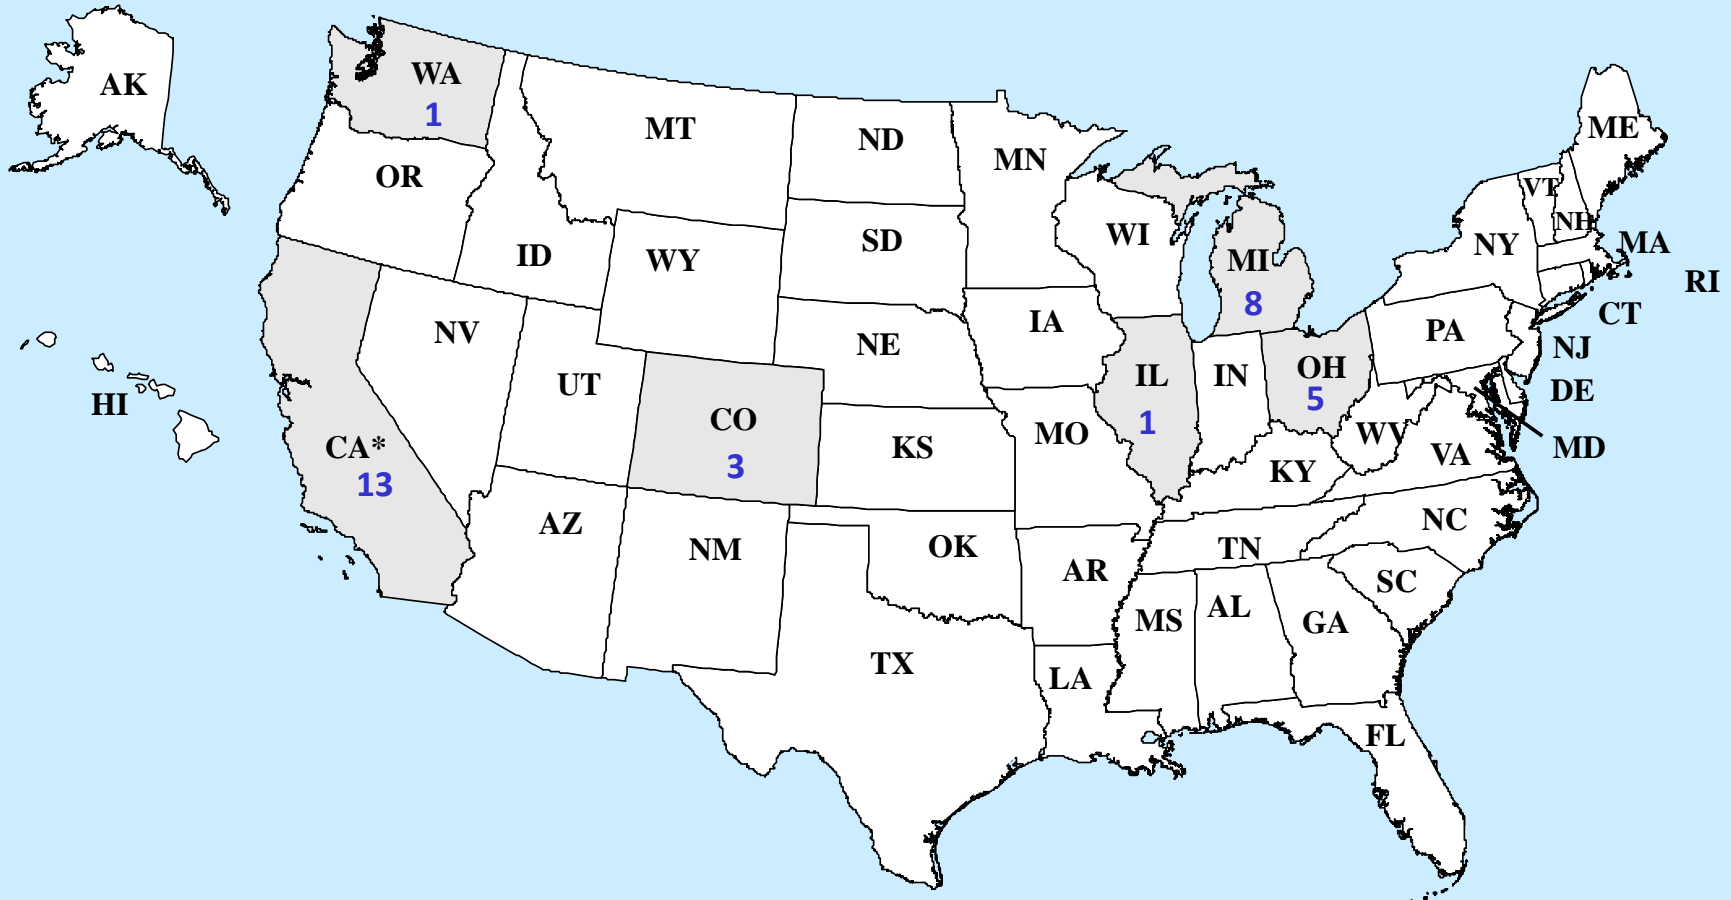 AK
WA
1
MT
ND
MN
ME
OR
VT
NH
ID
WY
SD
WI
MI
8
NY
MA
RI
NV
NE
IA
PA
CT
NJ
HI
UT
CO
3
KS
MO
IL
1
IN
OH
5
DE
CA*
13
WV
VA
MD
KY
AZ
NM
OK
AR
TN
NC
SC
MS
AL
GA
TX
LA
FL